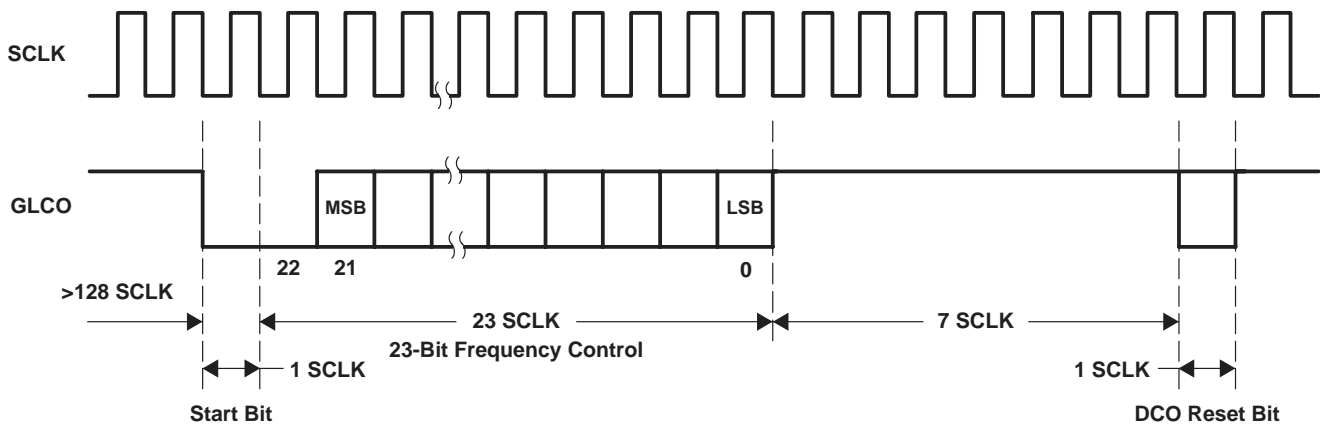 SCLK
GLCO
MSB
LSB
22
21
0
>128 SCLK
23 SCLK
7 SCLK
23-Bit Frequency Control
1 SCLK
1 SCLK
Start Bit
DCO Reset Bit